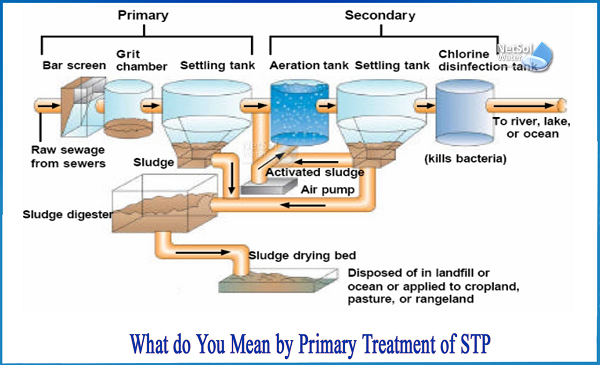 Primary
Secondary
Bar screen
Grit
chamber
Settling tank
Aeration tank
Settling tank
Chlorine
disinfection tank
NetSol
Water
Raw sewage
from sewers
To river, lake,
or ocean
Sludge
Activated sludge
(kills bacteria)
Air pump
Sludge digester
Sludge drying bed
Disposed of in landfill or
ocean or applied to cropland,
pasture, or rangeland
What do You Mean by Primary Treatment of STP